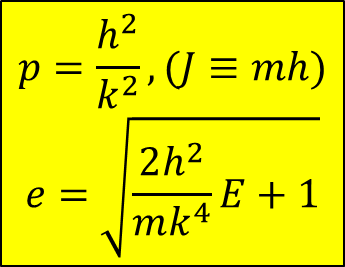 p = h²/k², (J ≡ mh)
e = √(2h²/mk⁴ E + 1)